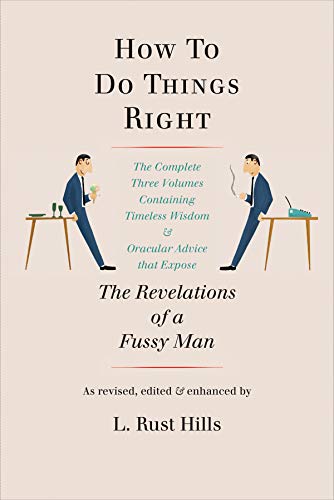 How To
Do Things
Right
The Complete
Three Volumes
Containing
Timeless Wisdom
&
Oracular Advice
that Expose
The Revelations
of a
Fussy Man
As revised, edited & enhanced by
L. Rust Hills